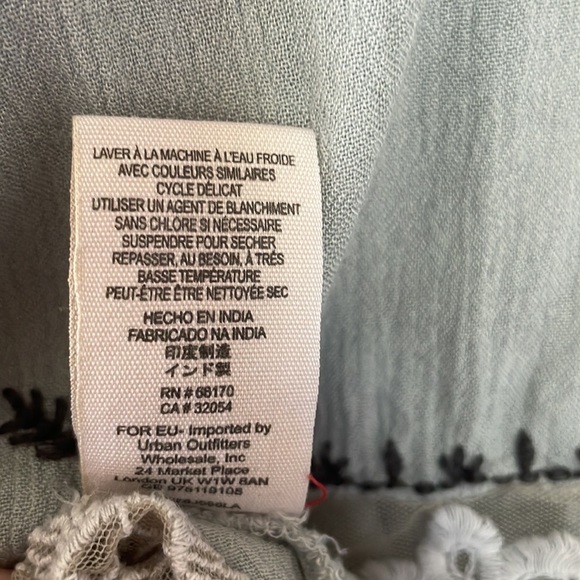 LAVER À LA MACHINE À L'EAU FROIDE
AVEC COULEURS SIMILAIRES
CYCLE DÉLICAT
UTILISER UN AGENT DE BLANCHIMENT
SANS CHLORE SI NÉCESSAIRE
SUSPENDRE POUR SECHER
REPASSER, AU BESOIN, À TRÉS
BASSE TEMPÉRATURE
PEUT-ÊTRE ÊTRE NETTOYÉE SEC
HECHO EN INDIA
FABRICADO NA INDIA
印度制造
インド製
RN # 66170
CA # 32054
FOR EU- Imported by
Urban Outfitters
Wholesale, Inc
24 Market Place
London UK W1W 8AN